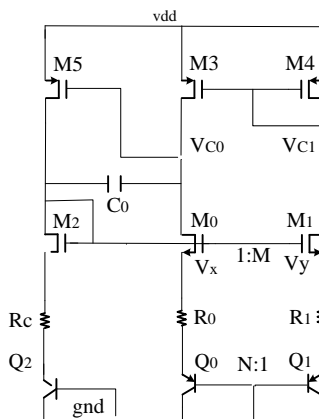 vdd
M5 M3 M4
VC0 VC1
C0
M2 M0 M1
Vx 1:M Vy
Rc R0 R1
Q2 Q0 N:1 Q1
gnd